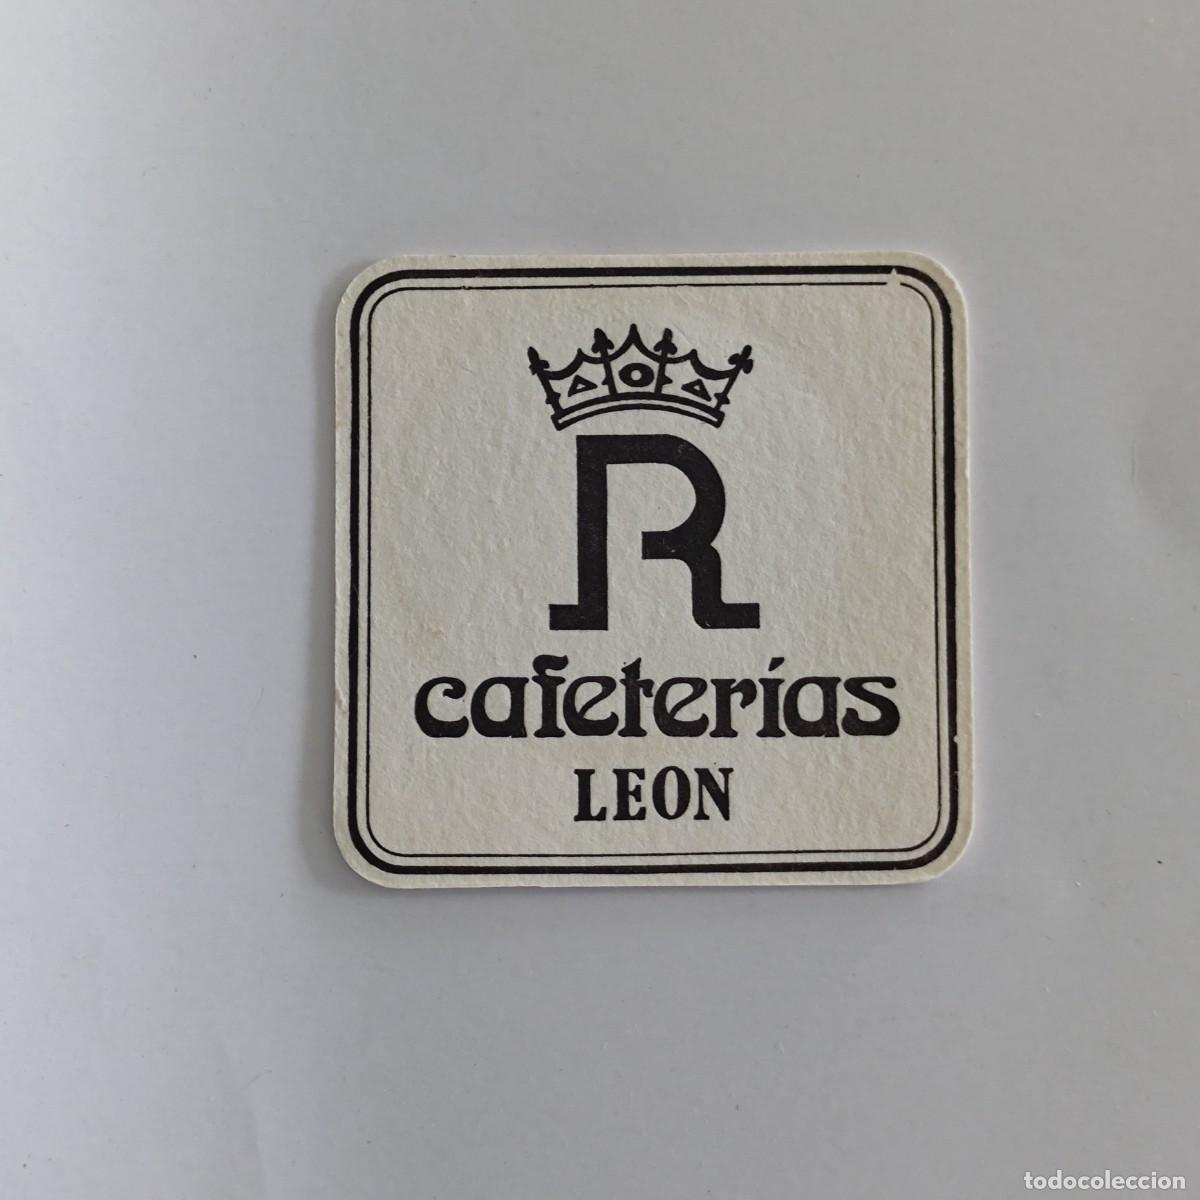 R
cafeterías
LEON
todocoleccion